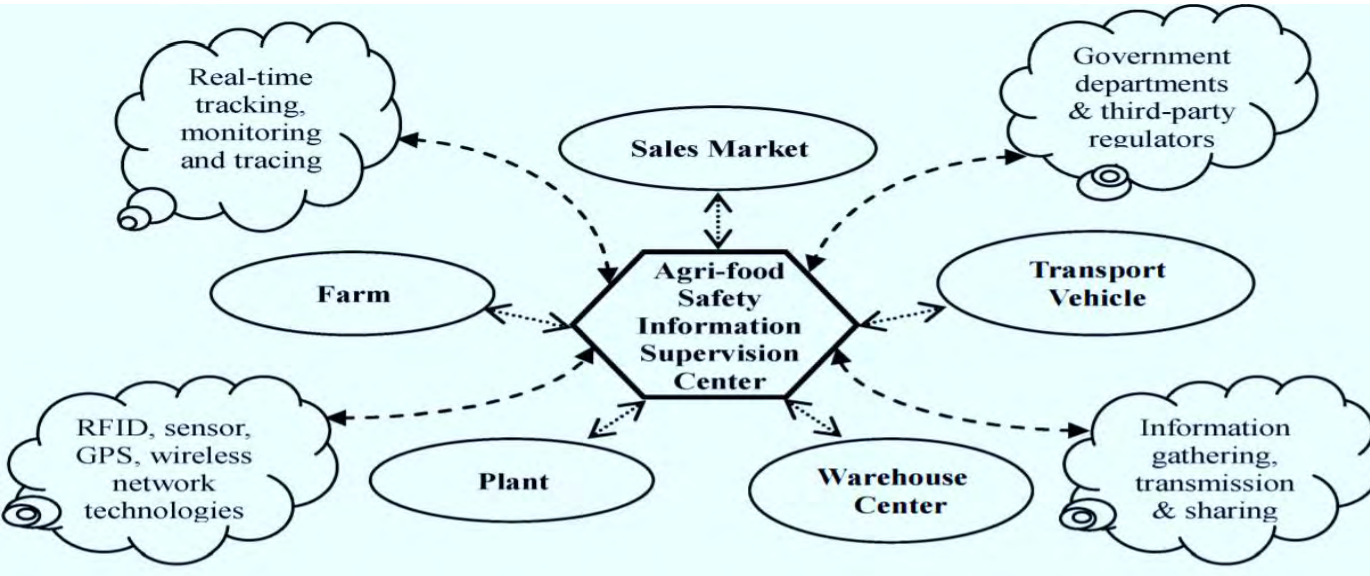 Real-time
tracking,
monitoring
and tracing
Government
departments
& third-party
regulators
Sales Market
Farm
Agri-food
Safety
Information
Supervision
Center
Transport
Vehicle
RFID, sensor,
GPS, wireless
network
technologies
Plant
Warehouse
Center
Information
gathering,
transmission
& sharing